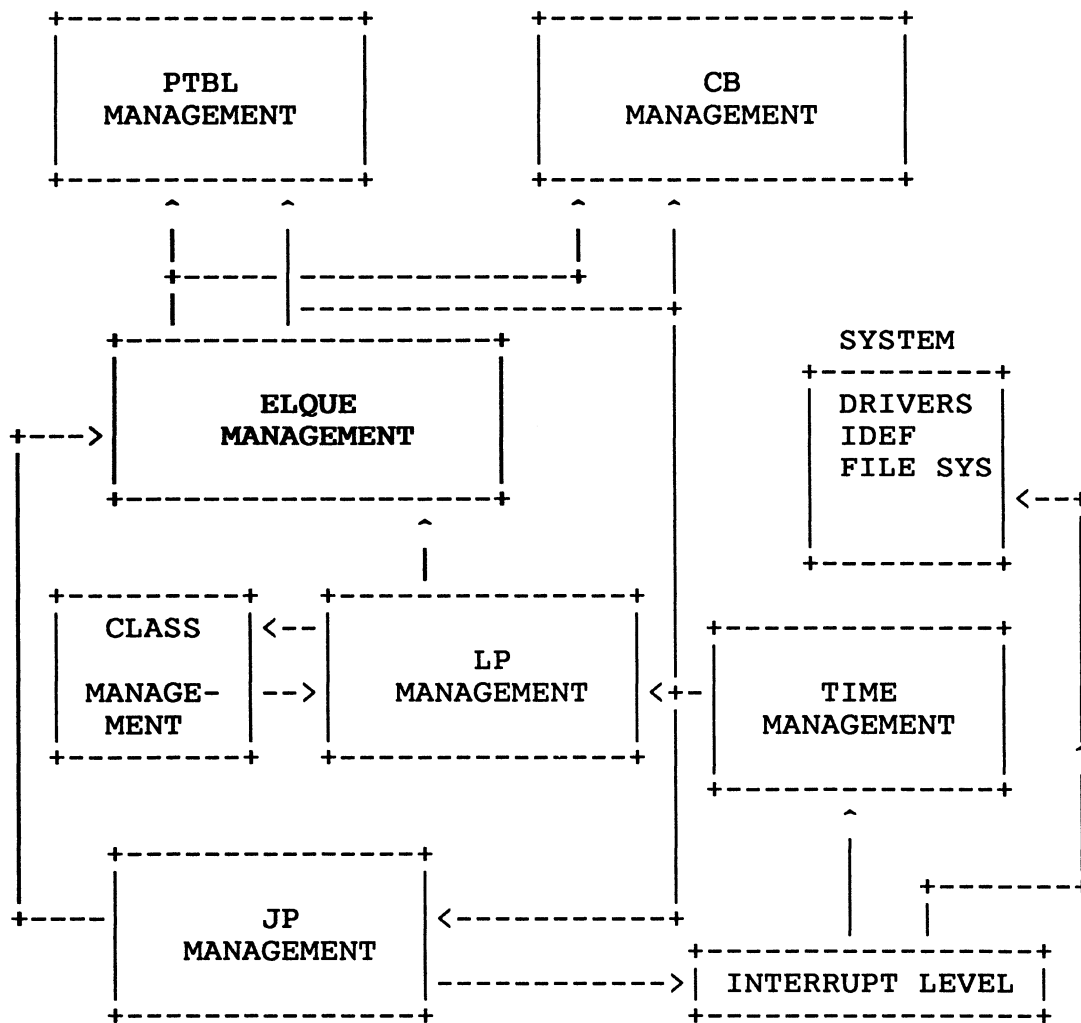 PTBL
MANAGEMENT
CB
MANAGEMENT
SYSTEM
ELQUE
MANAGEMENT
DRIVERS
IDEF
FILE SYS
CLASS
MANAGE-
MENT
LP
MANAGEMENT
TIME
MANAGEMENT
JP
MANAGEMENT
INTERRUPT LEVEL